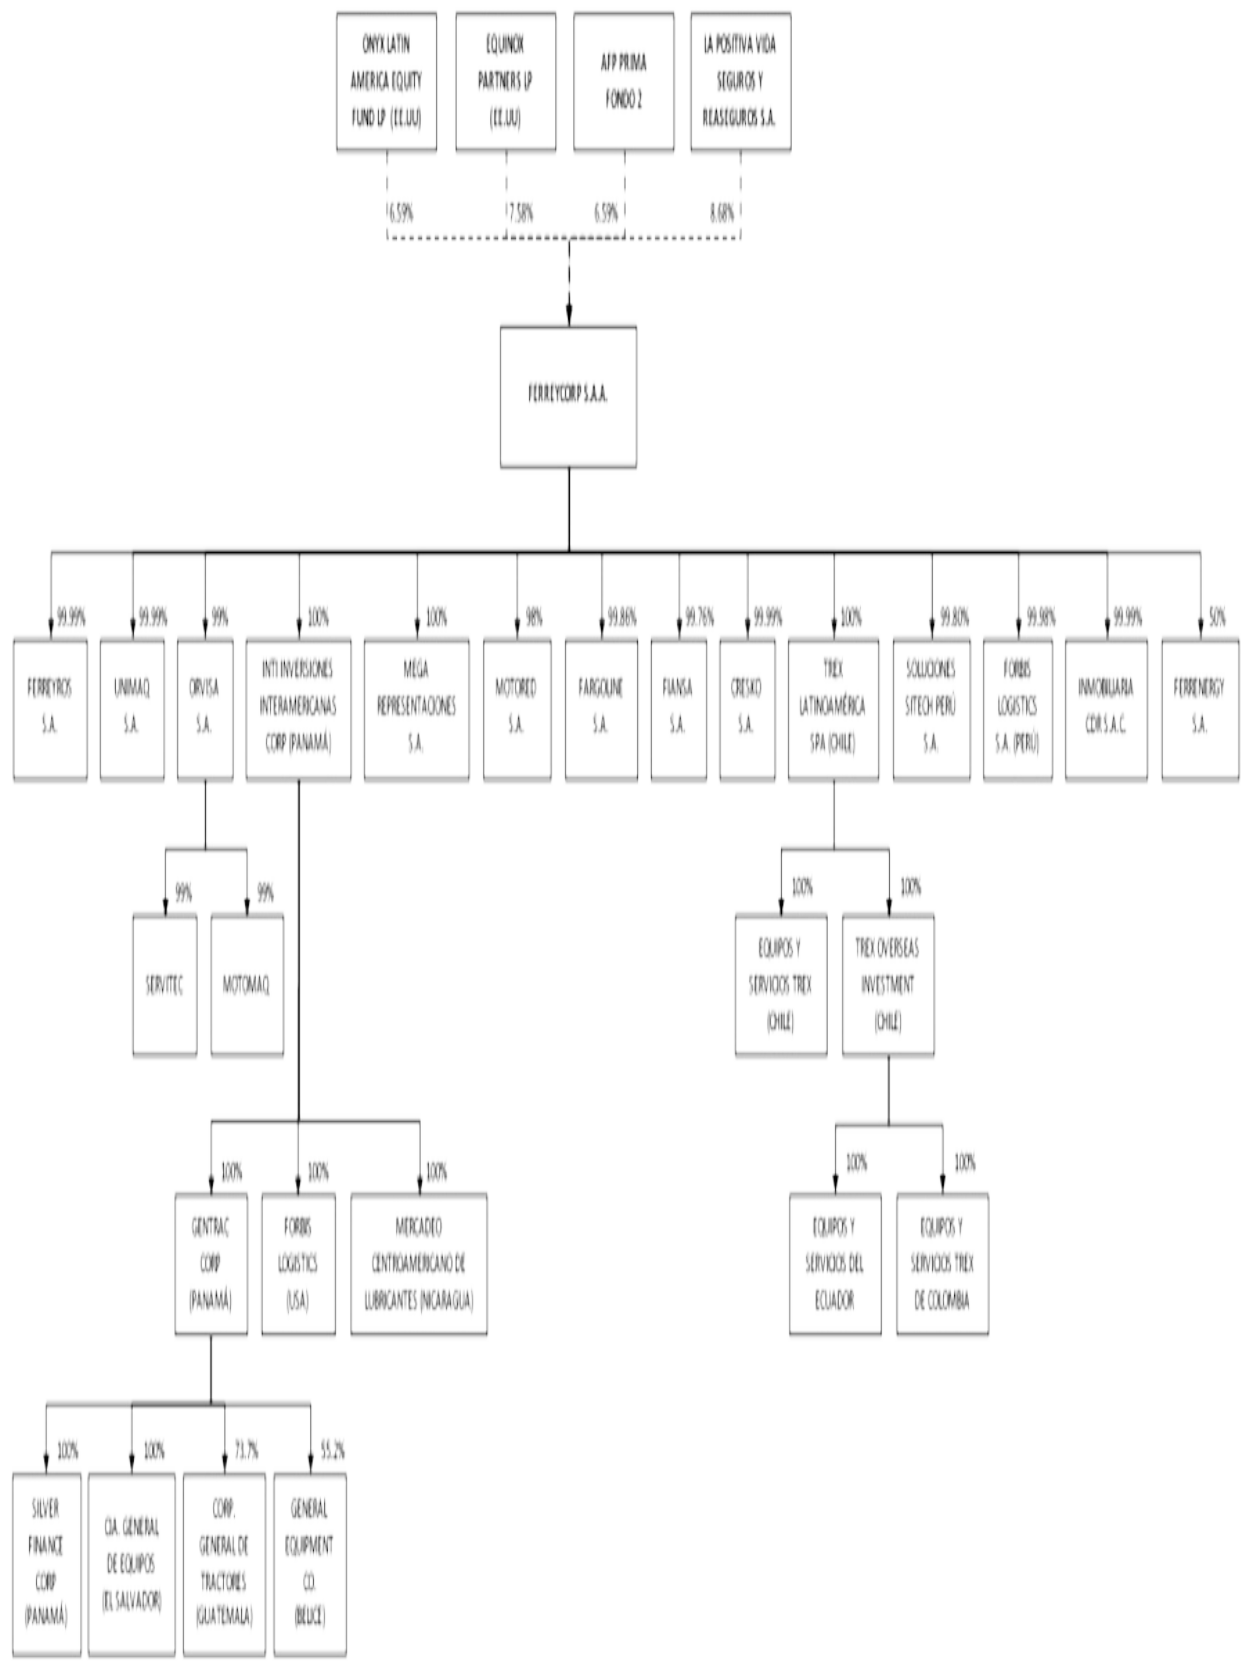 ONYX LATIN
AMERICA EQUITY
FUND LP (EE.UU)
EQUINOX
PARTNERS LP
(EE.UU)
AFP PRIMA
FONDO 2
LA POSITIVA VIDA
SEGUROS Y
REASEGUROS S.A.
6.59%
7.58%
6.59%
8.68%
FERREYCORP S.A.A.
99.99%
99.99%
99%
100%
100%
98%
99.86%
99.76%
99.99%
100%
99.80%
99.98%
99.99%
50%
FERREYROS
S.A.
UNIMAQ
S.A.
ORVISA
S.A.
INTI INVERSIONES
INTERAMERICANAS
CORP (PANAMÁ)
MEGA
REPRESENTACIONES
S.A.
MOTORED
S.A.
FARGOLINE
S.A.
FIANSA
S.A.
CRESKO
S.A.
TREX
LATINOAMÉRICA
SPA (CHILE)
SOLUCIONES
SITECH PERÚ
S.A.
FORBIS
LOGISTICS
S.A. (PERÚ)
INMOBILIARIA
CDR S.A.C.
FERRENERGY
S.A.
99%
99%
100%
100%
SERVITEC
MOTOMAQ
EQUIPOS Y
SERVICIOS TREX
(CHILE)
TREX OVERSEAS
INVESTMENT
(CHILE)
100%
100%
100%
100%
100%
GENTRAC
CORP
(PANAMÁ)
FORBIS
LOGISTICS
(USA)
MERCADEO
CENTROAMERICANO DE
LUBRICANTES (NICARAGUA)
EQUIPOS Y
SERVICIOS DEL
ECUADOR
EQUIPOS Y
SERVICIOS TREX
DE COLOMBIA
100%
100%
73.7%
55.2%
SILVER
FINANCE
CORP
(PANAMÁ)
CIA. GENERAL
DE EQUIPOS
(EL SALVADOR)
CORP.
GENERAL DE
TRACTORES
(GUATEMALA)
GENERAL
EQUIPMENT
CO.
(BELICE)